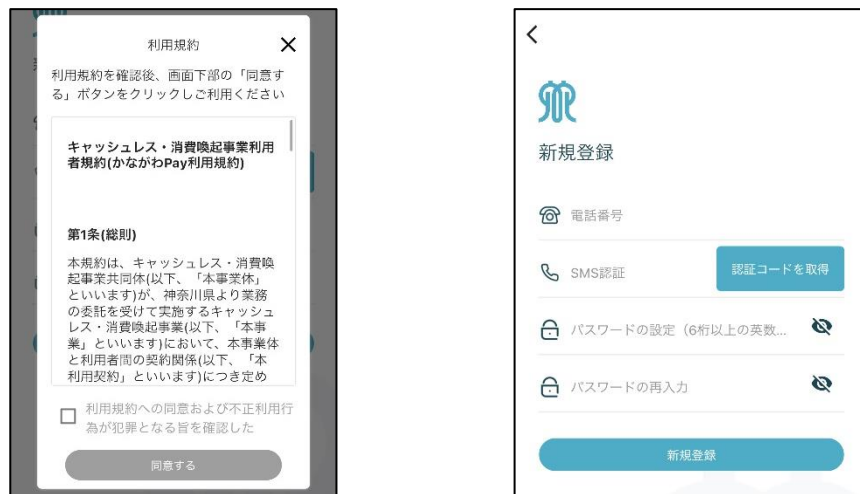 利用規約
利用規約を確認後、画面下部の「同意す
る」ボタンをクリックしご利用ください
キャッシュレス・消費喚起事業利用
者規約(かながわPay利用規約)
第1条(総則)
本規約は、キャッシュレス・消費喚
起事業共同体(以下、「本事業体」
といいます)が、神奈川県より業務
の委託を受けて実施するキャッシュ
レス・消費喚起事業(以下、「本事
業」といいます)において、本事業体
と利用者間の契約関係(以下、「本
利用契約」といいます)につき定め
利用規約への同意および不正利用行
為が犯罪となる旨を確認した
同意する
新規登録
電話番号
SMS認証
認証コードを取得
パスワードの設定（6桁以上の英数...
パスワードの再入力
新規登録